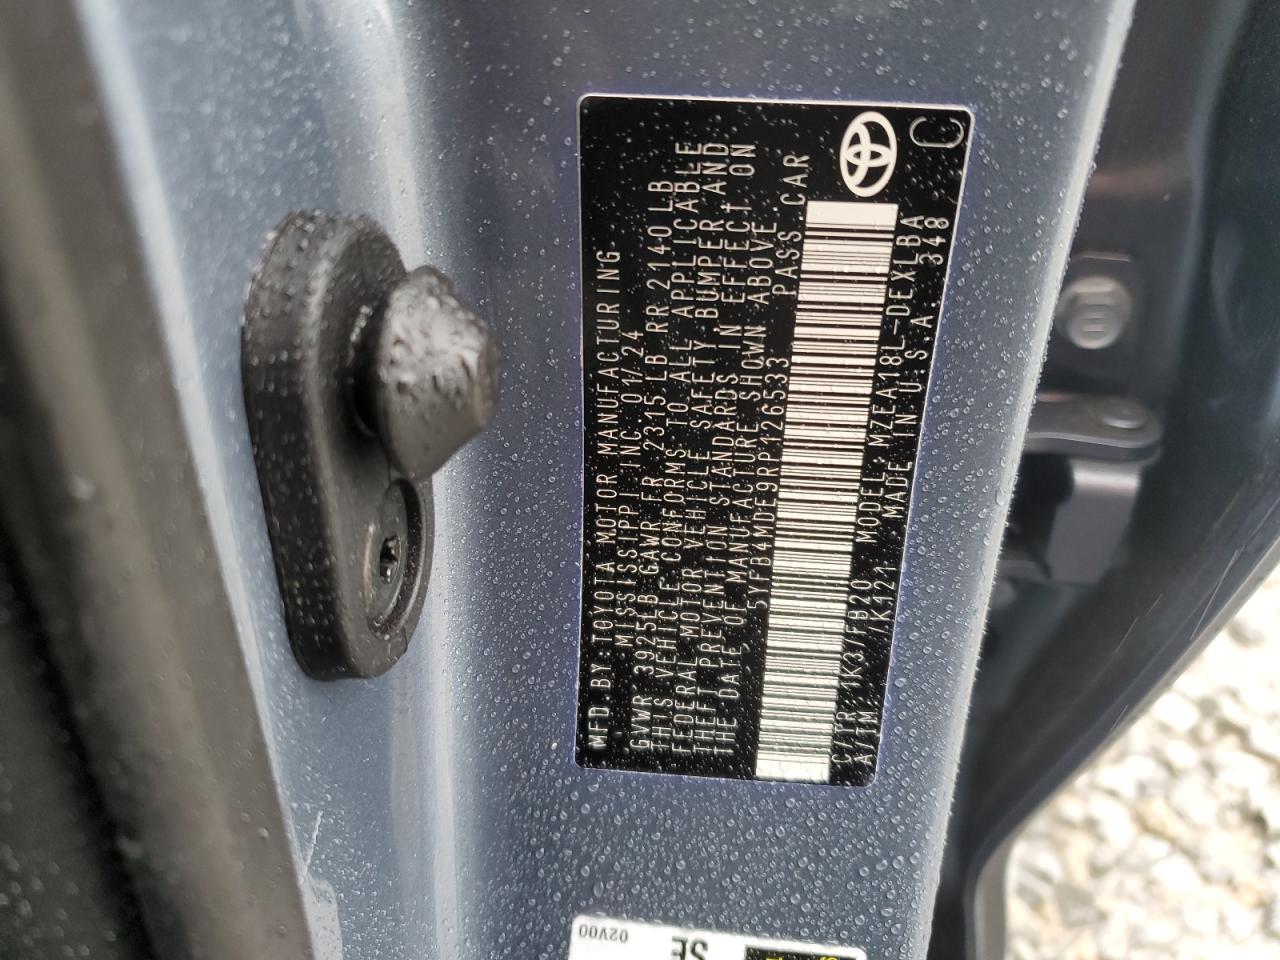 MFD.BY:TOYOTA MOTOR MANUFACTURING,
MISSISSIPPI,INC. 01/24
GVWR 3925LB GAWR FR 2315 LB RR 2140 LB
THIS VEHICLE CONFORMS TO ALL APPLICABLE
FEDERAL MOTOR VEHICLE SAFETY,BUMPER AND
THEFT PREVENTION STANDARDS IN EFFECT ON
THE DATE OF MANUFACTURE SHOWN ABOVE.
5YFB4MDE9RP126533 PASS.CAR
C/TR 1K3/FB20 MODEL:MZEA18L-DEXLBA
A/TM /K421 MADE IN U.S.A. 348
C
02V00
SE